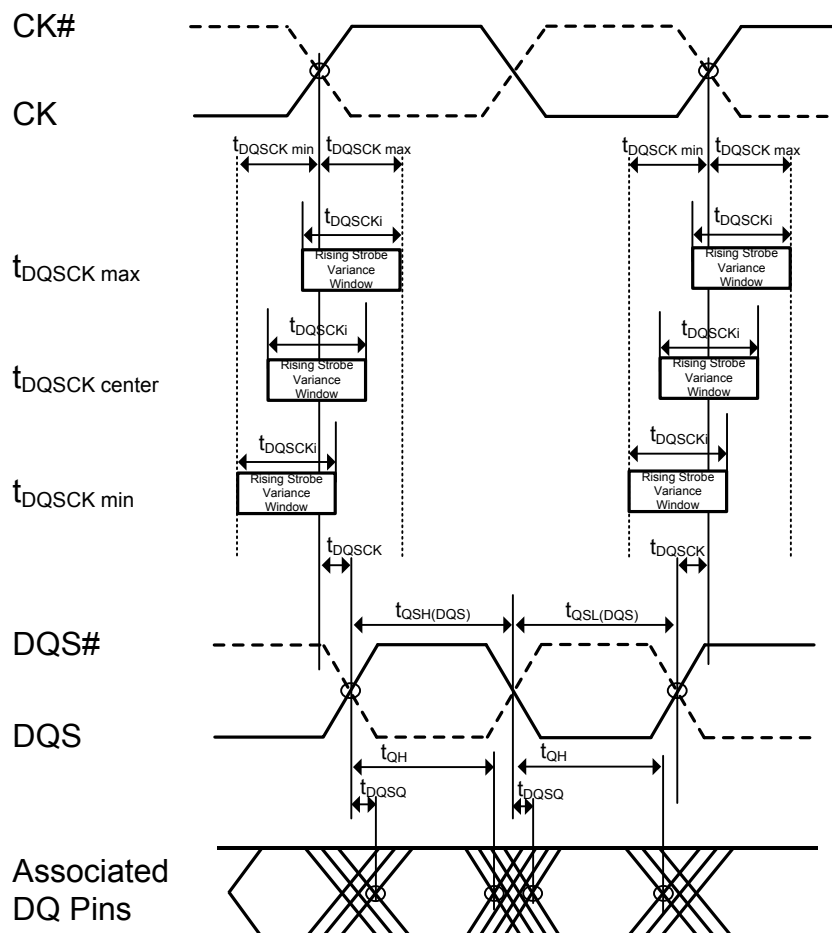 CK#
CK
tDQSCK min tDQSCK max tDQSCK min tDQSCK max
tDQSCKi tDQSCKi
tDQSCK max
Rising Strobe
Variance
Window
Rising Strobe
Variance
Window
tDQSCKi tDQSCKi
tDQSCK center
Rising Strobe
Variance
Window
Rising Strobe
Variance
Window
tDQSCKi tDQSCKi
tDQSCK min
Rising Strobe
Variance
Window
Rising Strobe
Variance
Window
tDQSCK tDQSCK
tQSH(DQS) tQSL(DQS)
DQS#
DQS
tQH tQH
tDQSQ tDQSQ
Associated
DQ Pins